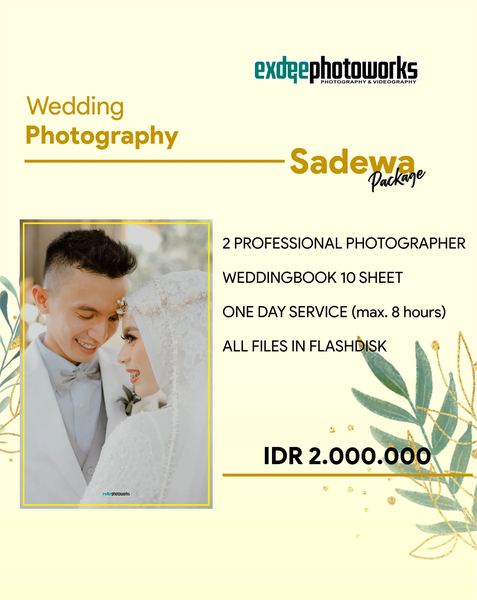 exdeephotoworks
PHOTOGRAPHY & VIDEOGRAPHY
Wedding
Photography
Sadewa
Package
2 PROFESSIONAL PHOTOGRAPHER
WEDDINGBOOK 10 SHEET
ONE DAY SERVICE (max. 8 hours)
ALL FILES IN FLASHDISK
IDR 2.000.000
exdeephotoworks